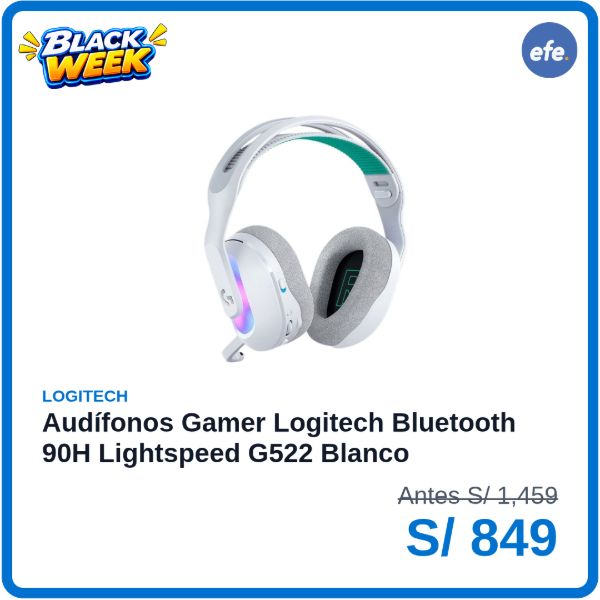 BLACK
WEEK
efe.
LOGITECH
Audífonos Gamer Logitech Bluetooth
90H Lightspeed G522 Blanco
Antes S/ 1,459
S/ 849